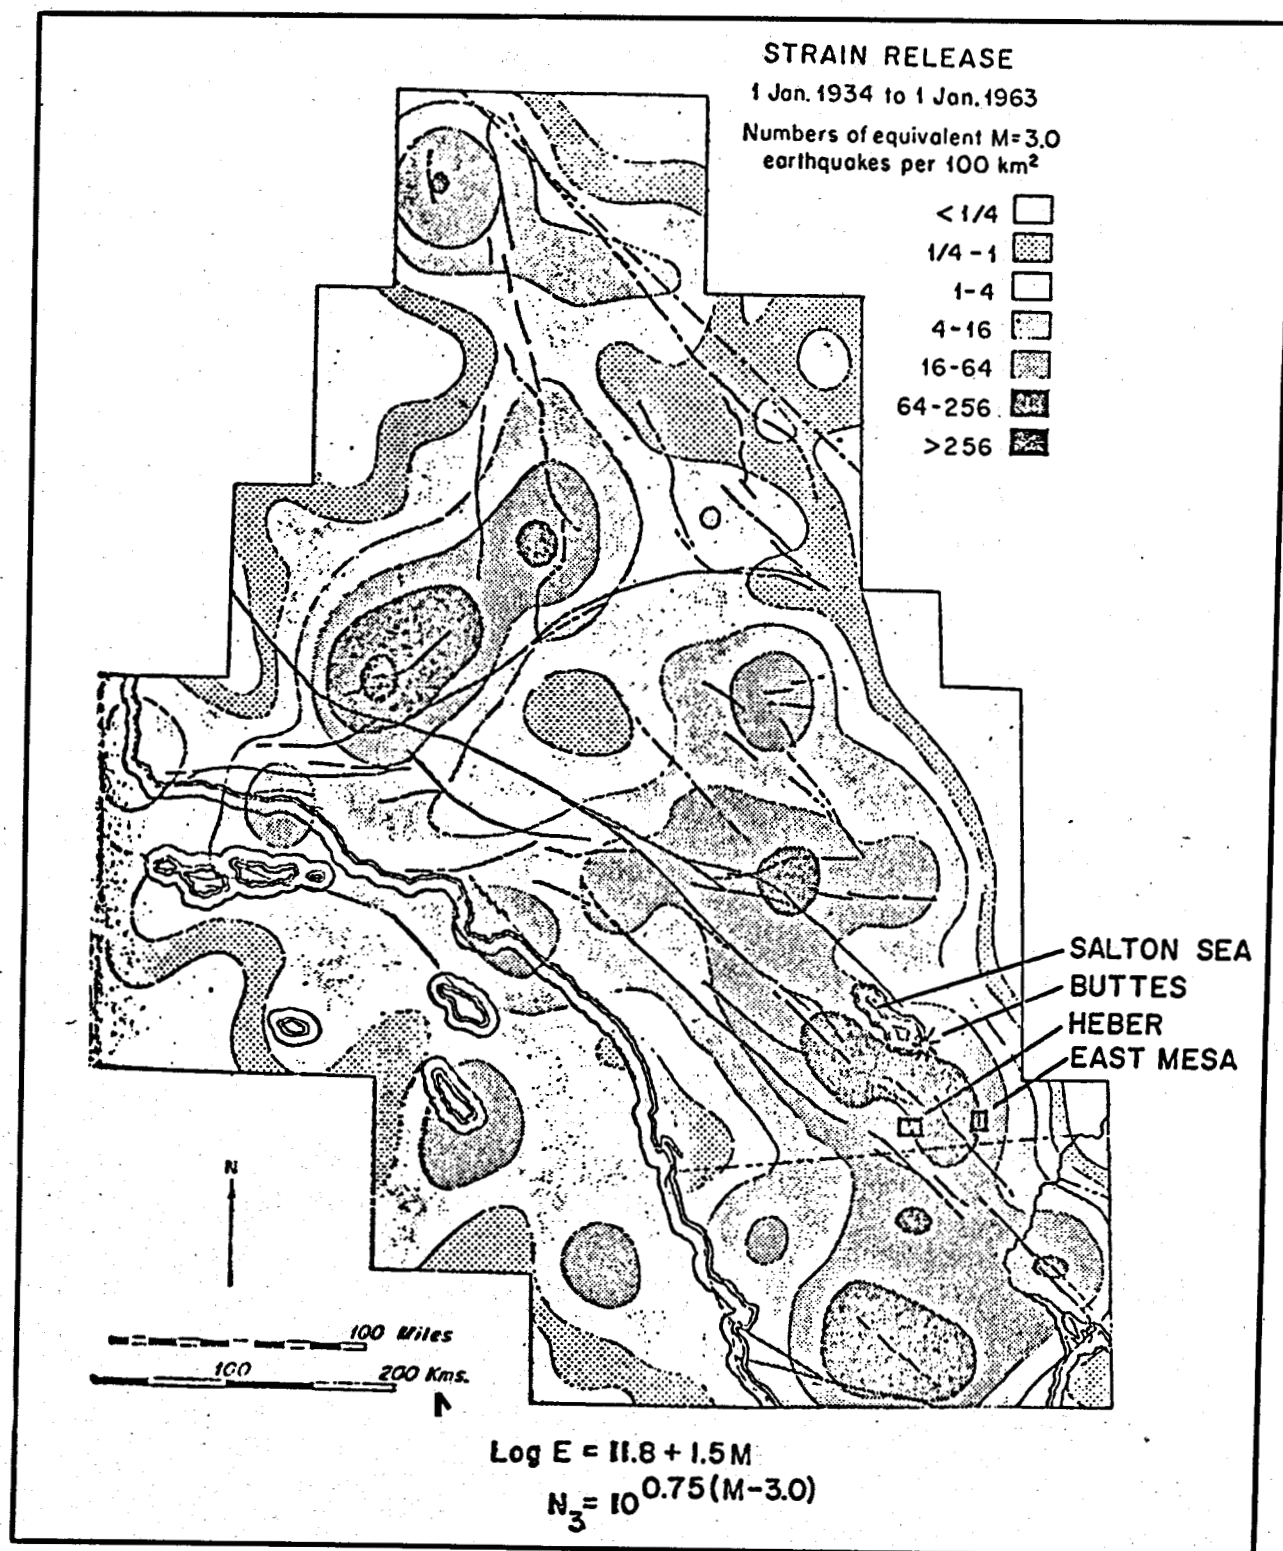 STRAIN RELEASE
1 Jan. 1934 to 1 Jan. 1963
Numbers of equivalent M=3.0
earthquakes per 100 km²
<1/4
1/4-1
1-4
4-16
16-64
64-256
>256
SALTON SEA
BUTTES
HEBER
EAST MESA
N
100 Miles
100 200 Kms.
Log E = 11.8 + 1.5M
N₃= 10^0.75(M-3.0)